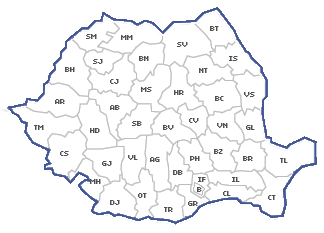 BT
SM
MM
SV
SJ
BN
IS
BH
CJ
NT
MS
HR
BC
VS
AR
AB
TM
HD
SB
BV
CV
VN
GL
CS
GJ
VL
AG
PH
BZ
BR
TL
DB
MH
IF
IL
B
OT
CL
CT
DJ
TR
GR